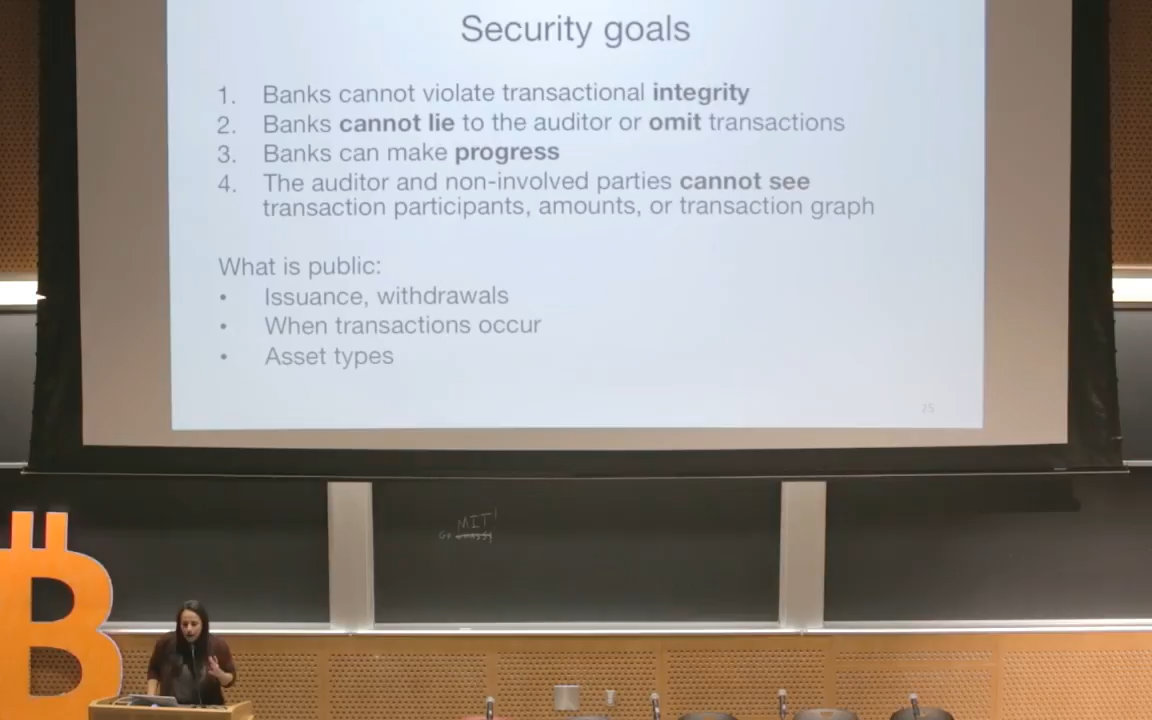 Security goals
1. Banks cannot violate transactional integrity
2. Banks cannot lie to the auditor or omit transactions
3. Banks can make progress
4. The auditor and non-involved parties cannot see
transaction participants, amounts, or transaction graph
What is public:
• Issuance, withdrawals
• When transactions occur
• Asset types
25
MIT!
Go